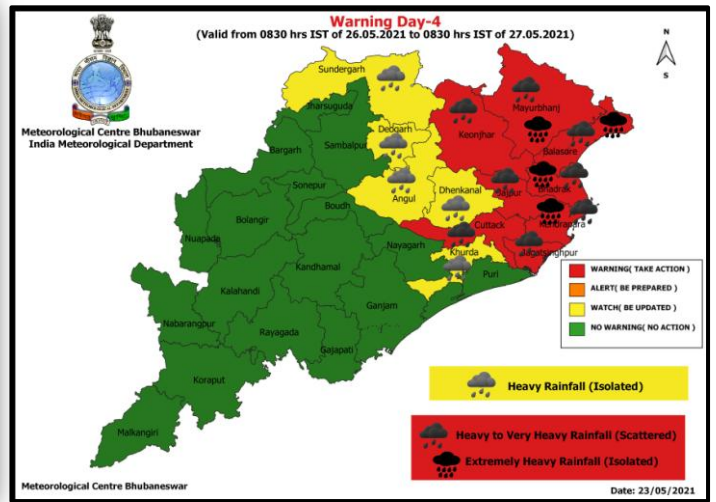 Warning Day-4
(Valid from 0830 hrs IST of 26.05.2021 to 0830 hrs IST of 27.05.2021)
N
S
Meteorological Centre Bhubaneswar
India Meteorological Department
Sundergarh
Jharsuguda
Mayurbhanj
Keonjhar
Deogarh
Sambalpur
Bargarh
Balasare
Sonepur
Angul
Dhenkanal
Jajpur
Bhadrak
Boudh
Bolangir
Nuapada
Cuttack
Kendrapra
Nayagarh
Khurda
Jagatsinghpur
Kandhamal
Puri
Kalahandi
Ganjam
Nabarangpur
Rayagada
Gajapati
Koraput
Malkangiri
WARNING( TAKE ACTION )
ALERT( BE PREPARED )
WATCH( BE UPDATED )
NO WARNING( NO ACTION )
Heavy Rainfall (Isolated)
Heavy to Very Heavy Rainfall (Scattered)
Extremely Heavy Rainfall (Isolated)
Meteorological Centre Bhubaneswar
Date: 23/05/2021